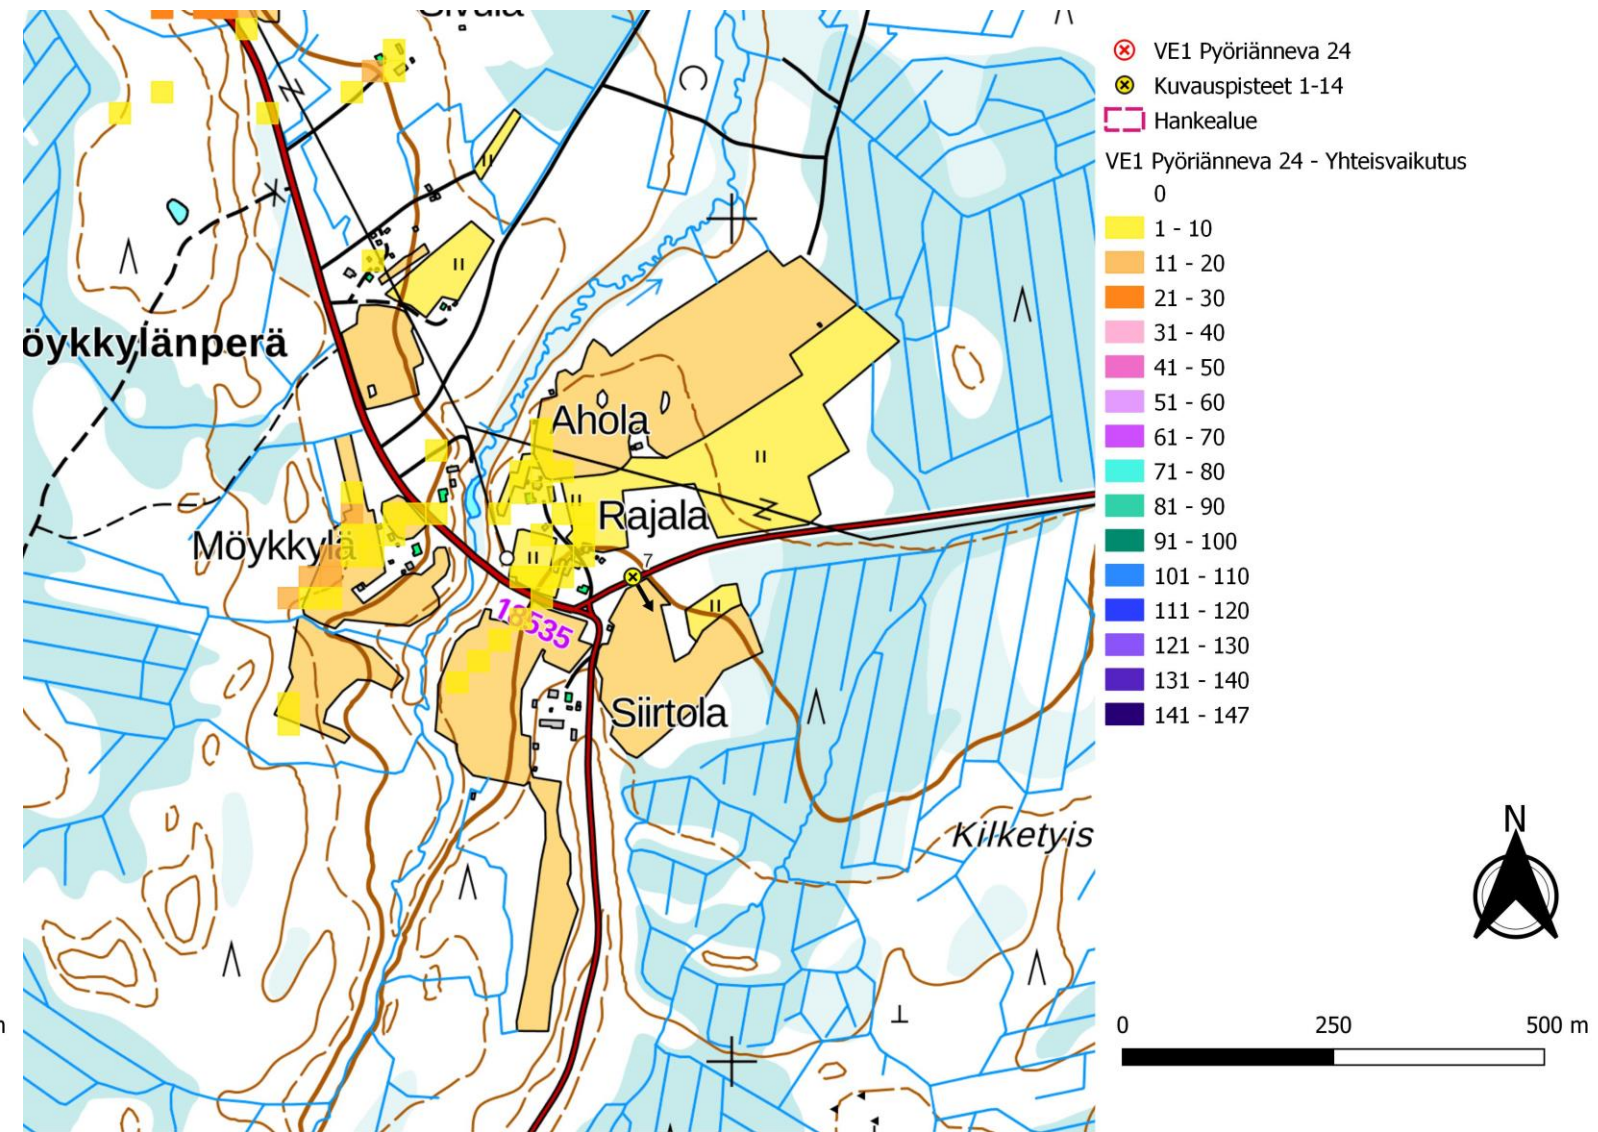 Sivula
öykkylänperä
Ahola
Rajala
Möykkylä
7
18535
Siirtola
Kilketyis
VE1 Pyöriänneva 24
Kuvauspisteet 1-14
Hankealue
VE1 Pyöriänneva 24 - Yhteisvaikutus
0
1 - 10
11 - 20
21 - 30
31 - 40
41 - 50
51 - 60
61 - 70
71 - 80
81 - 90
91 - 100
101 - 110
111 - 120
121 - 130
131 - 140
141 - 147
N
0 250 500 m